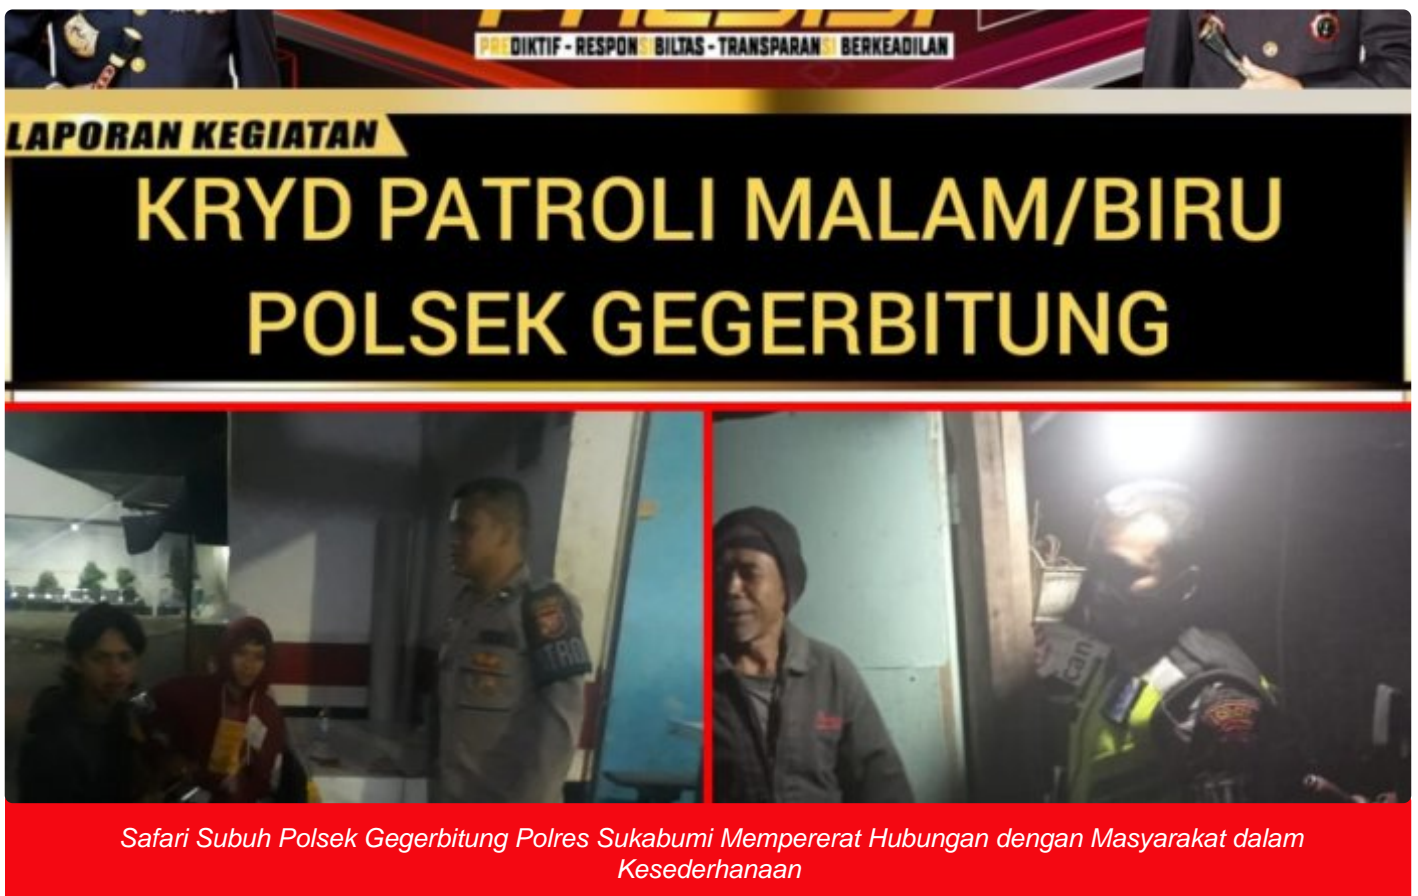 PREDIKTIF - RESPONSIBILTAS - TRANSPARANSI BERKEADILAN
LAPORAN KEGIATAN
KRYD PATROLI MALAM/BIRU
POLSEK GEGERBITUNG
Safari Subuh Polsek Gegerbitung Polres Sukabumi Mempererat Hubungan dengan Masyarakat dalam
Kesederhanaan